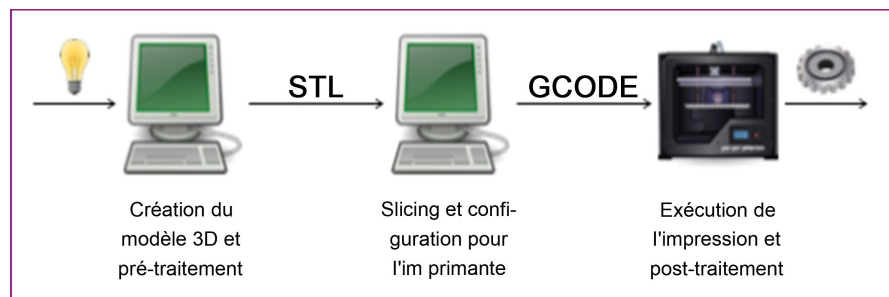 STL
GCODE
Création du
modèle 3D et
pré-traitement
Slicing et confi-
guration pour
l'im primante
Exécution de
l'impression et
post-traitement